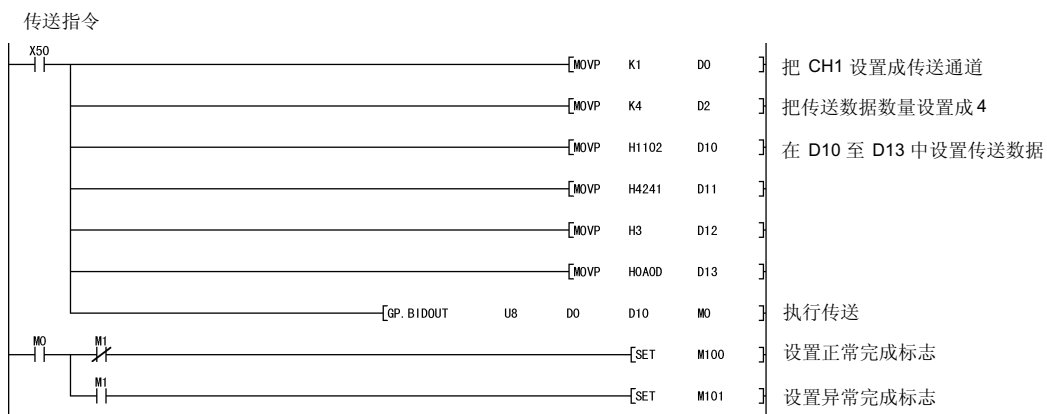 传送指令
X50
[MOVP K1 D0 ] 把 CH1 设置成传送通道
[MOVP K4 D2 ] 把传送数据数量设置成4
[MOVP H1102 D10 ] 在 D10 至 D13 中设置传送数据
[MOVP H4241 D11 ]
[MOVP H3 D12 ]
[MOVP H0A0D D13 ]
[GP.BIDOUT U8 D0 D10 M0 ] 执行传送
M0 M1 [SET M100 ] 设置正常完成标志
M1 [SET M101 ] 设置异常完成标志